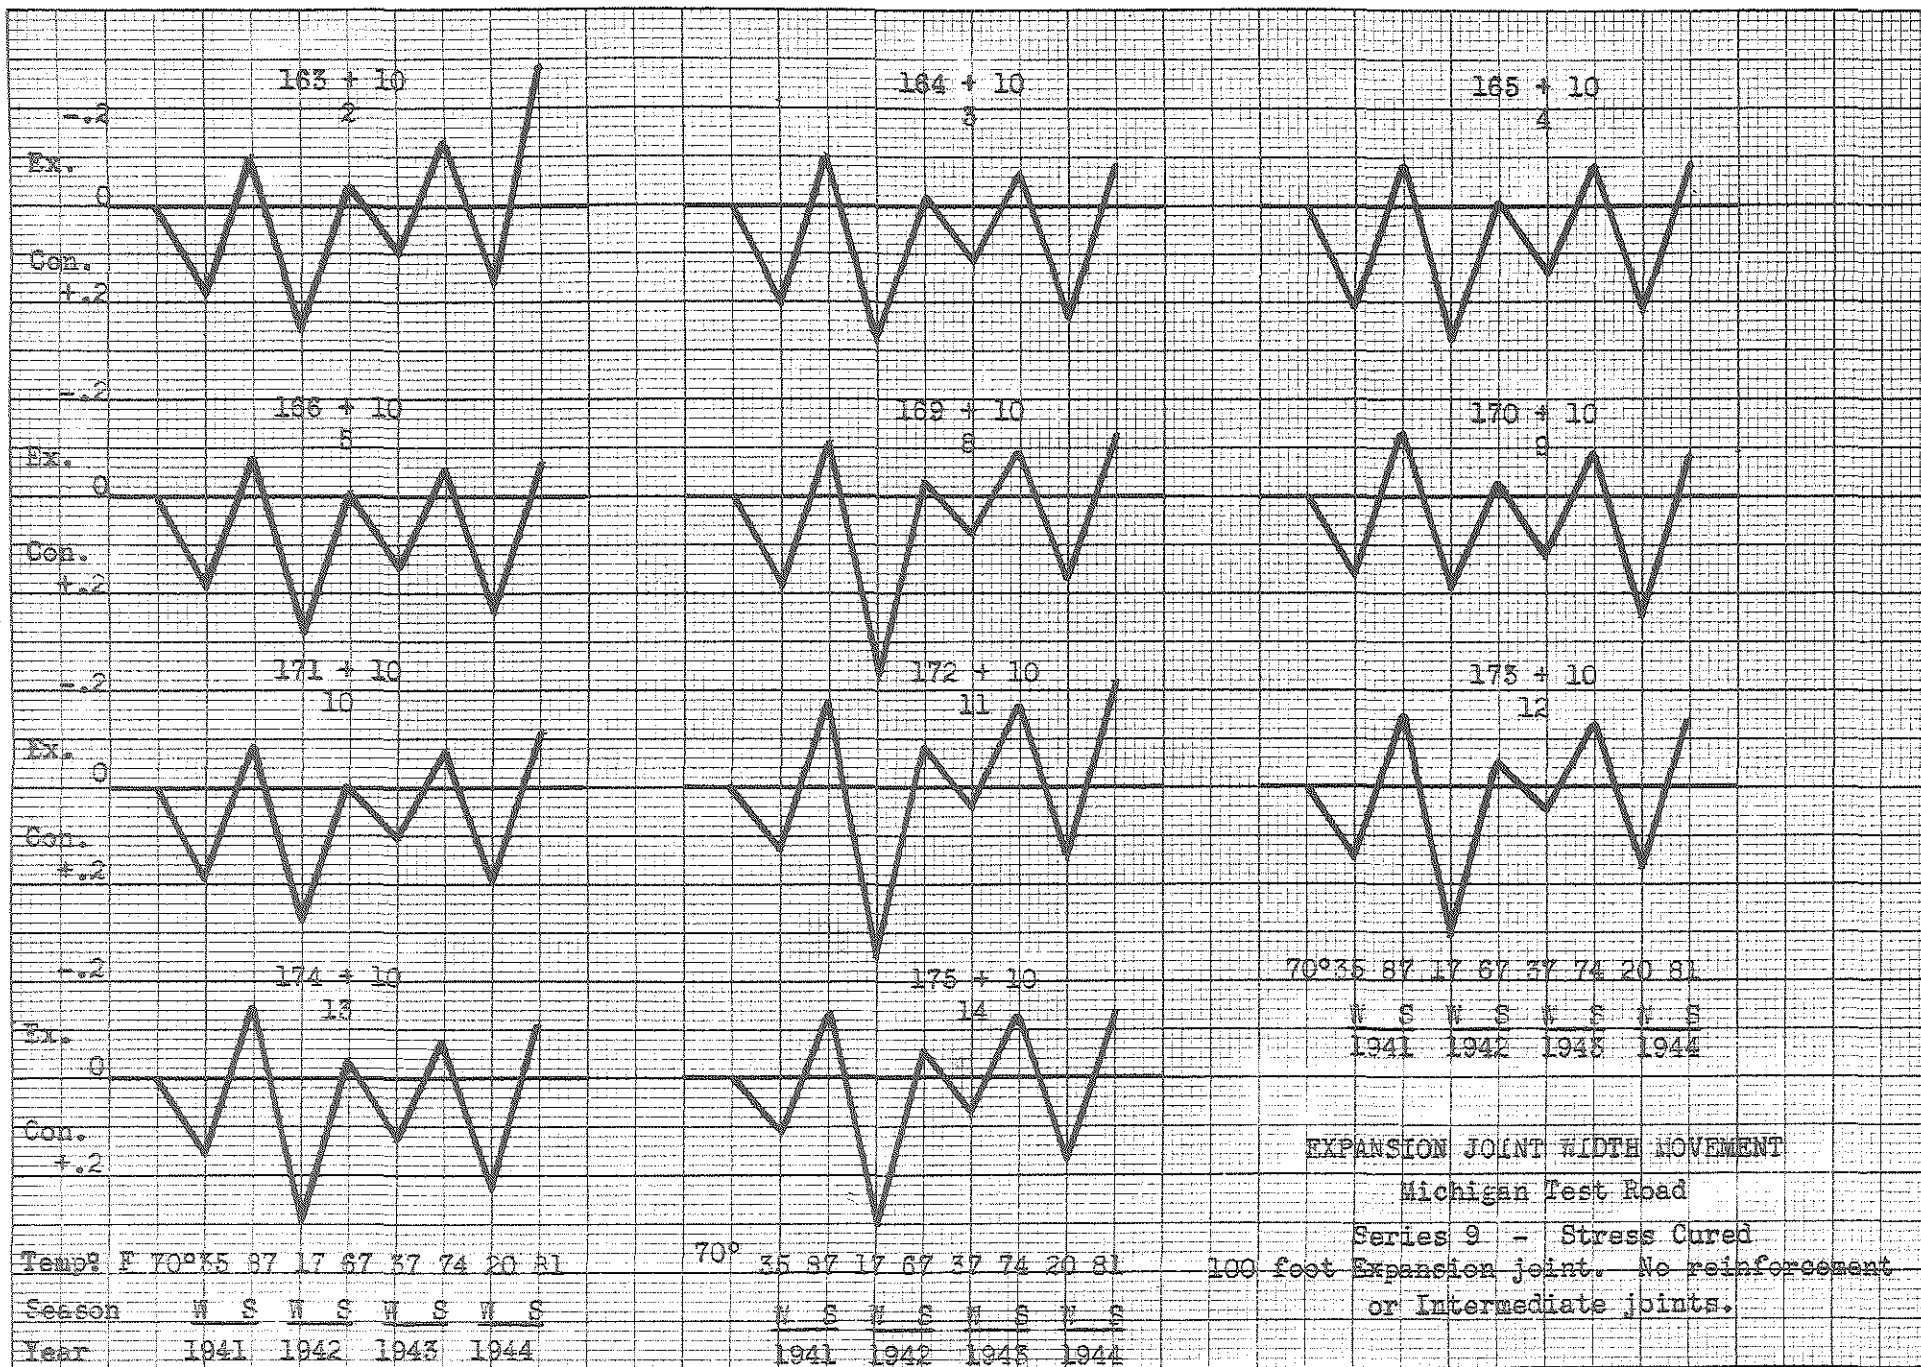 163 + 10
2
164 + 10
3
165 + 10
4
-.2
Ex.
0
Con.
+.2
166 + 10
5
169 + 10
8
170 + 10
9
-.2
Ex.
0
Con.
+.2
171 + 10
10
172 + 10
11
173 + 10
12
-.2
Ex.
0
Con.
+.2
70° 35 87 17 67 37 74 20 81
W S W S W S W S
1941 1942 1943 1944
174 + 10
13
175 + 10
14
-.2
Ex.
0
Con.
+.2
Temp° F 70° 35 87 17 67 37 74 20 81
Season W S W S W S W S
Year 1941 1942 1943 1944
70° 35 87 17 67 37 74 20 81
W S W S W S W S
1941 1942 1943 1944
EXPANSION JOINT WIDTH MOVEMENT
Michigan Test Road
Series 9 - Stress Cured
100 foot Expansion joint. No reinforcement
or Intermediate joints.